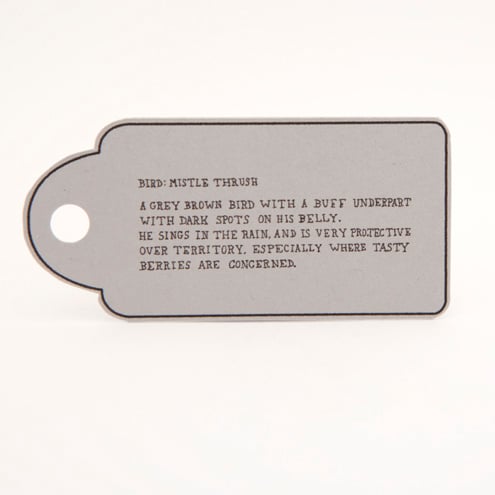 BIRD: MISTLE THRUSH
A GREY BROWN BIRD WITH A BUFF UNDERPART
WITH DARK SPOTS ON HIS BELLY.
HE SINGS IN THE RAIN, AND IS VERY PROTECTIVE
OVER TERRITORY, ESPECIALLY WHERE TASTY
BERRIES ARE CONCERNED.